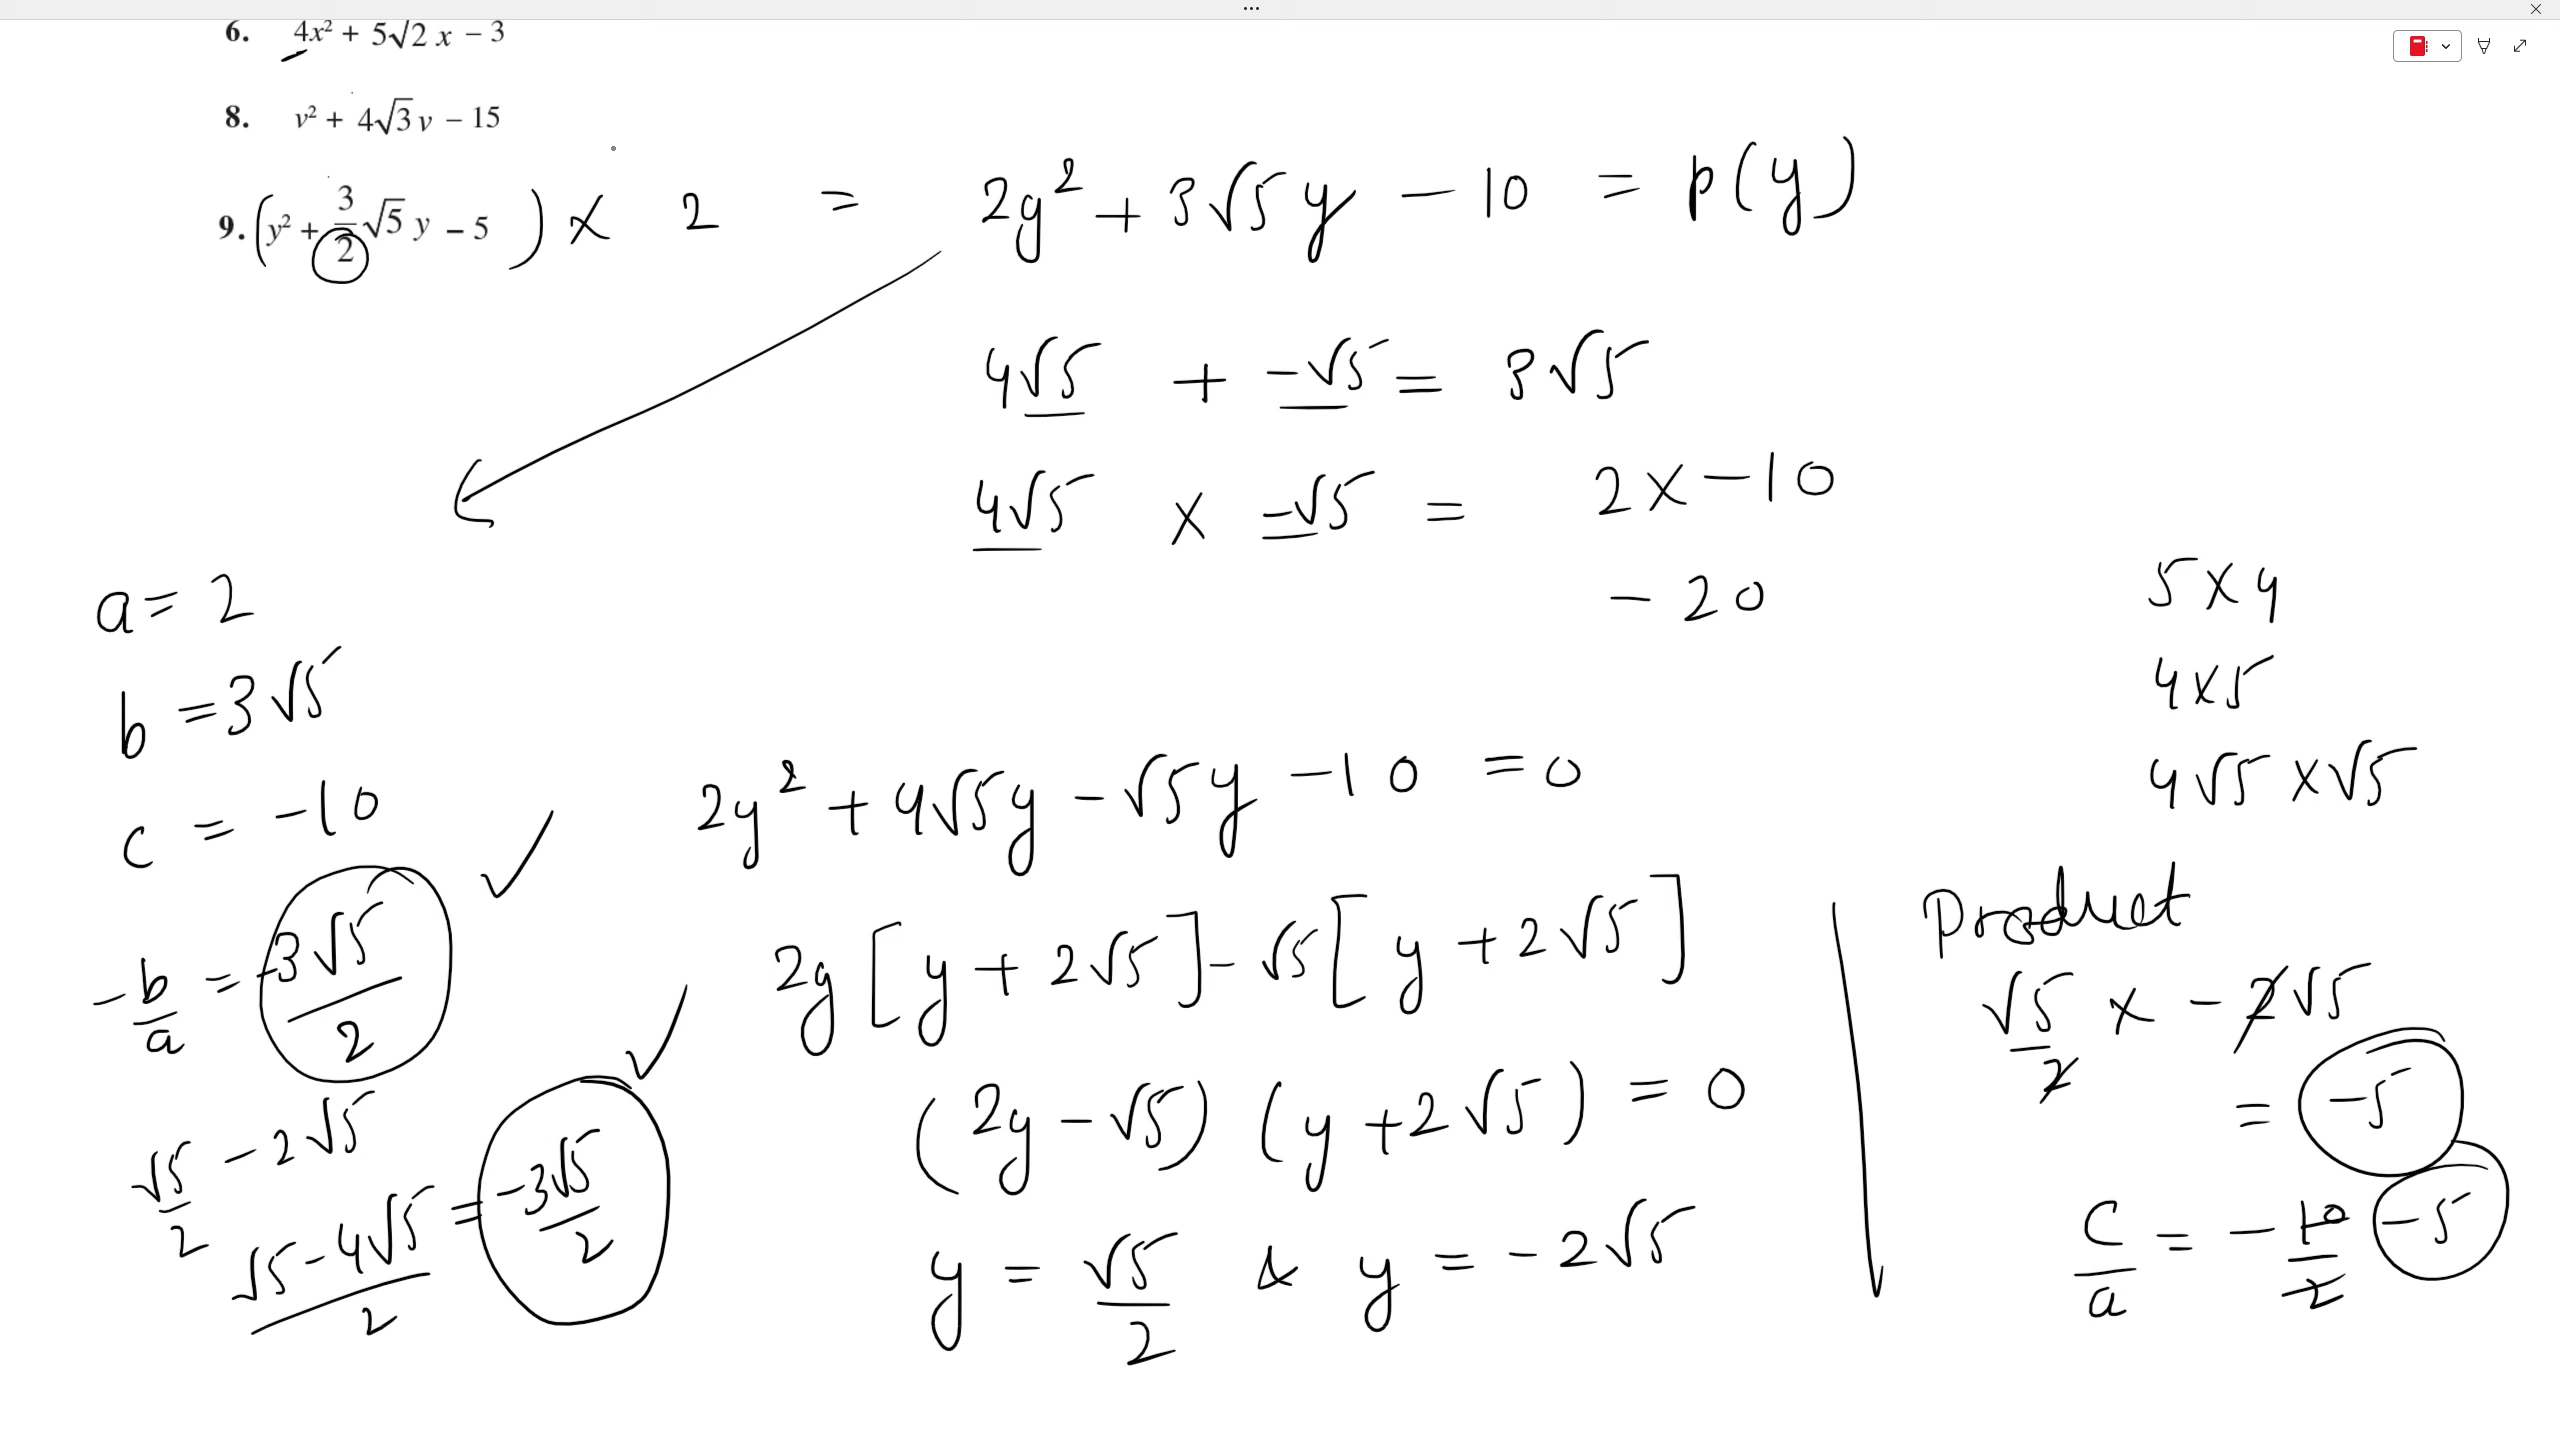 6. 4x² + 5√2 x − 3
8. v² + 4√3 v − 15
9. (y² + 3/2 √5 y − 5) × 2 = 2y² + 3√5 y − 10 = p(y)
4√5 + −√5 = 3√5
4√5 × −√5 = 2 × −10
−20
5 × 4
4 × 5
4√5 × √5
a = 2
b = 3√5
c = −10
−b/a = −3√5/2
√5/2 − 2√5
√5 − 4√5/2 = −3√5/2
2y² + 4√5y − √5y − 10 = 0
2y [y + 2√5] − √5 [y + 2√5]
(2y − √5) (y + 2√5) = 0
y = √5/2 & y = −2√5
Product
√5/2 × −2√5
= −5
c/a = −10/2 −5